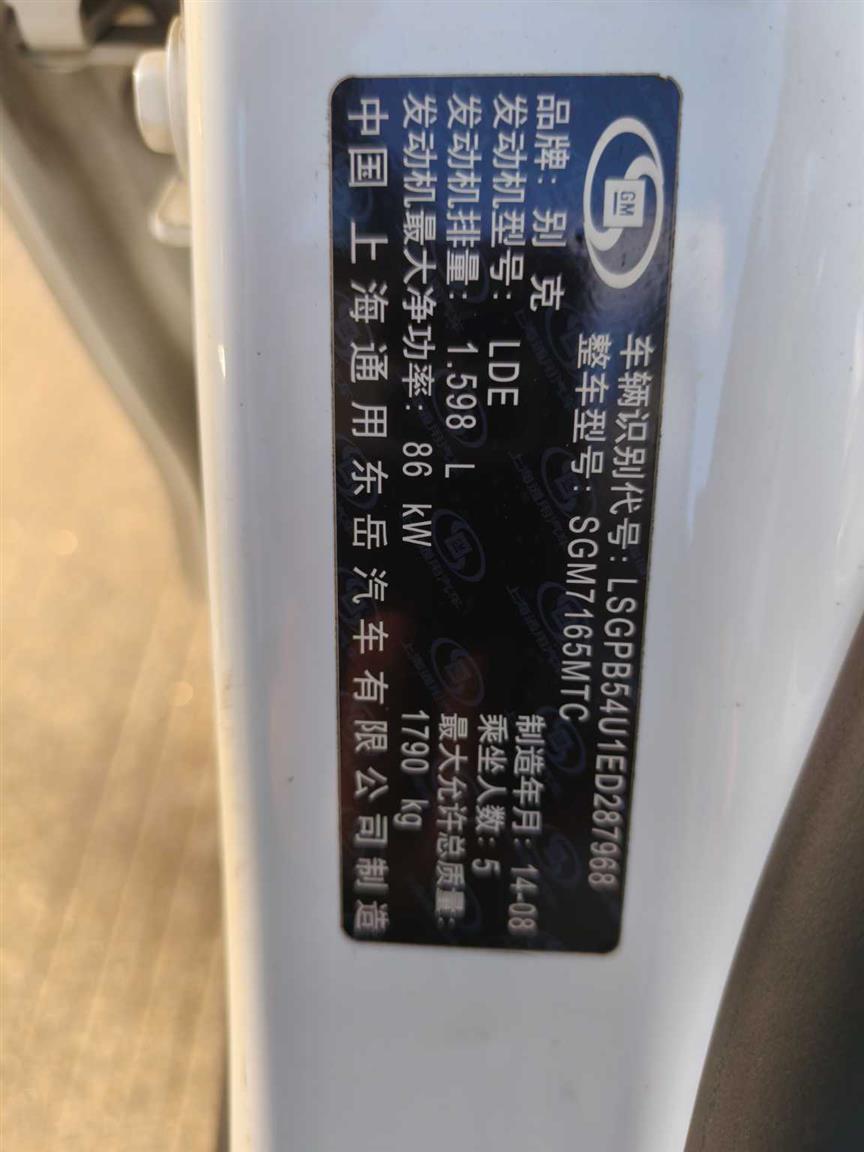 GM
车辆识别代号: LSGPB54U1ED287968
整车型号: SGM7165MTC
品牌: 别克
制造年月: 14-08
发动机型号: LDE
乘坐人数: 5
发动机排量: 1.598 L
最大允许总质量:
发动机最大净功率: 86 kW
1790 kg
中国 上海通用东岳汽车有限公司制造